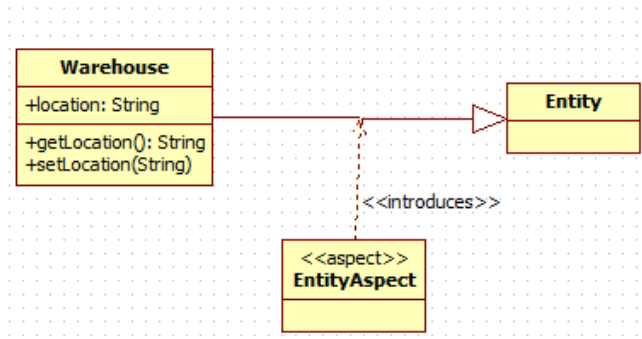 Warehouse
+location: String
+getLocation(): String
+setLocation(String)
Entity
<<introduces>>
<<aspect>>
EntityAspect